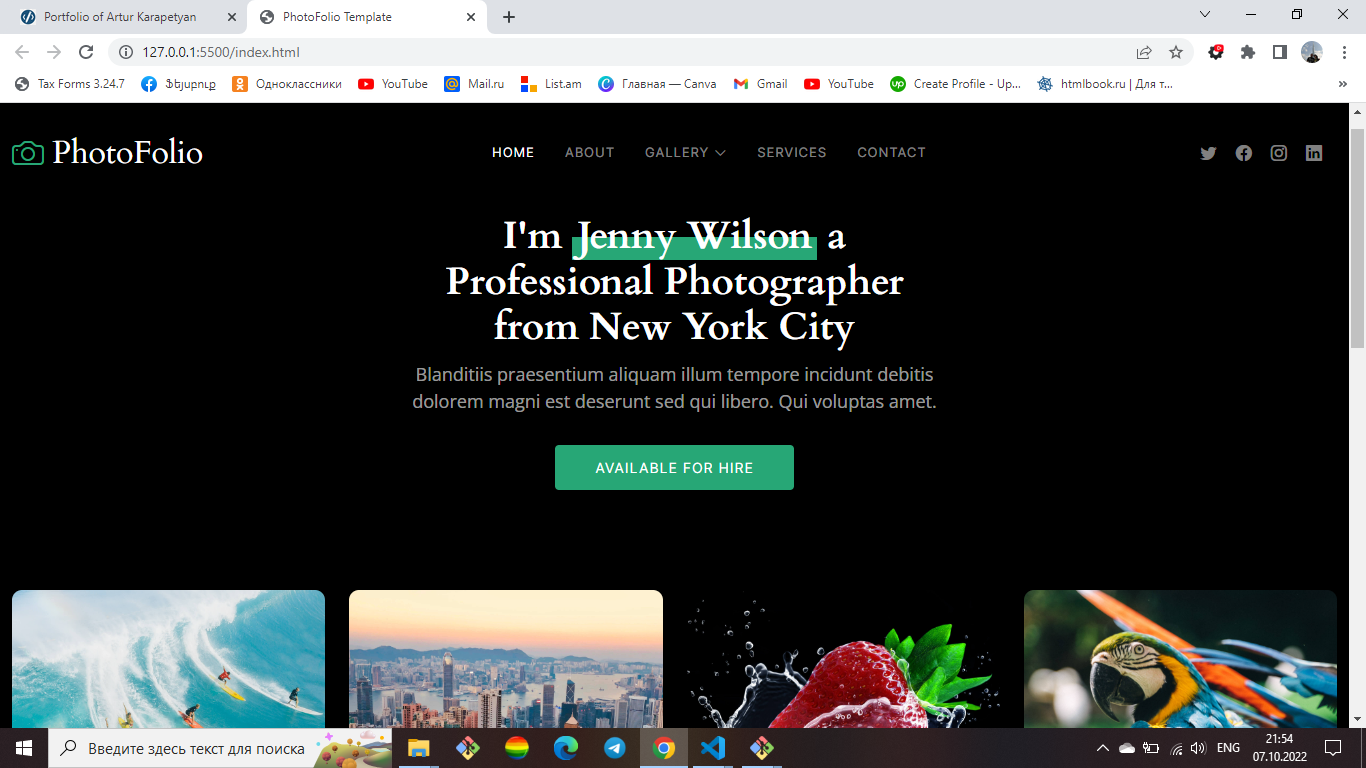 Portfolio of Artur Karapetyan
PhotoFolio Template
127.0.0.1:5500/index.html
Tax Forms 3.24.7
Ֆեյսբուք
Одноклассники
YouTube
Mail.ru
List.am
Главная — Canva
Gmail
YouTube
Create Profile - Up...
htmlbook.ru | Для т...
»
PhotoFolio
HOME
ABOUT
GALLERY
SERVICES
CONTACT
I'm Jenny Wilson a
Professional Photographer
from New York City
Blanditiis praesentium aliquam illum tempore incidunt debitis
dolorem magni est deserunt sed qui libero. Qui voluptas amet.
AVAILABLE FOR HIRE
Введите здесь текст для поиска
ENG
21:54
07.10.2022